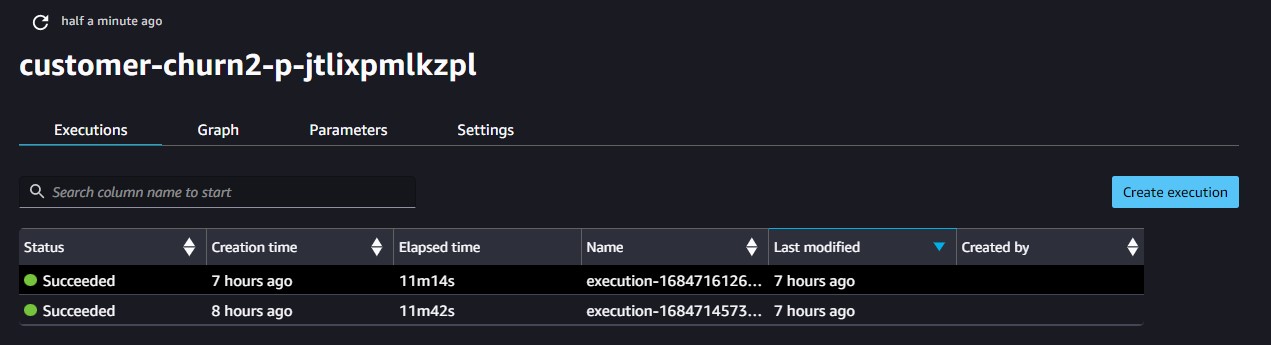 half a minute ago
customer-churn2-p-jtlixpmlkzpl
Executions Graph Parameters Settings
Search column name to start
Create execution
Status Creation time Elapsed time Name Last modified Created by
Succeeded 7 hours ago 11m14s execution-1684716126... 7 hours ago
Succeeded 8 hours ago 11m42s execution-1684714573... 7 hours ago